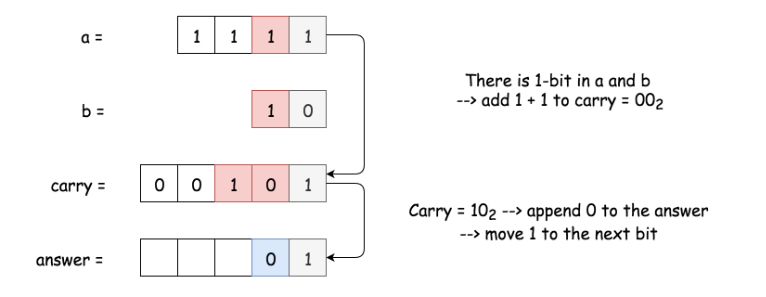 a = 1 1 1 1
There is 1-bit in a and b
--> add 1 + 1 to carry = 00₂
b = 1 0
carry = 0 0 1 0 1
Carry = 10₂ --> append 0 to the answer
--> move 1 to the next bit
answer = 0 1